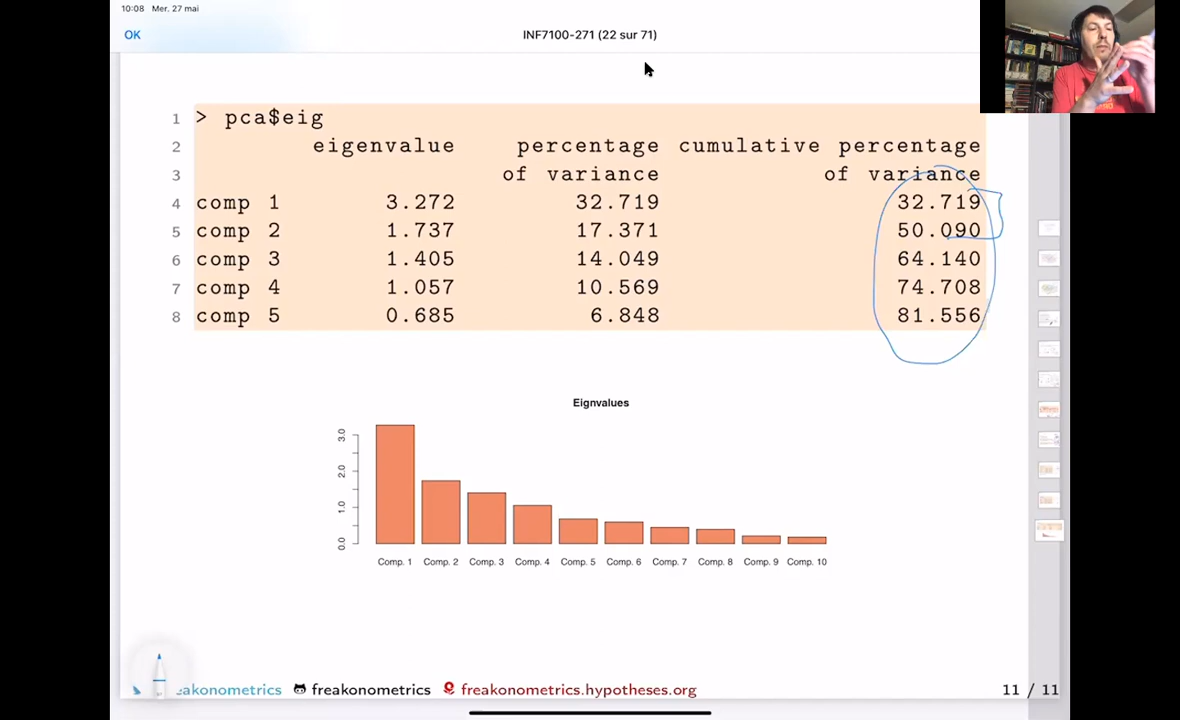 10:08 Mer. 27 mai
OK
INF7100-271 (22 sur 71)
1 > pca$eig
2 eigenvalue percentage cumulative percentage
3 of variance of variance
4 comp 1 3.272 32.719 32.719
5 comp 2 1.737 17.371 50.090
6 comp 3 1.405 14.049 64.140
7 comp 4 1.057 10.569 74.708
8 comp 5 0.685 6.848 81.556
Eignvalues
3.0
2.0
1.0
0.0
Comp. 1 Comp. 2 Comp. 3 Comp. 4 Comp. 5 Comp. 6 Comp. 7 Comp. 8 Comp. 9 Comp. 10
akonometrics freakonometrics freakonometrics.hypotheses.org 11 / 11